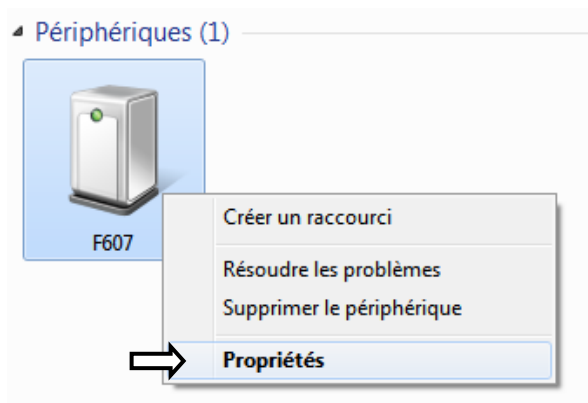 Périphériques (1)
F607
Créer un raccourci
Résoudre les problèmes
Supprimer le périphérique
Propriétés